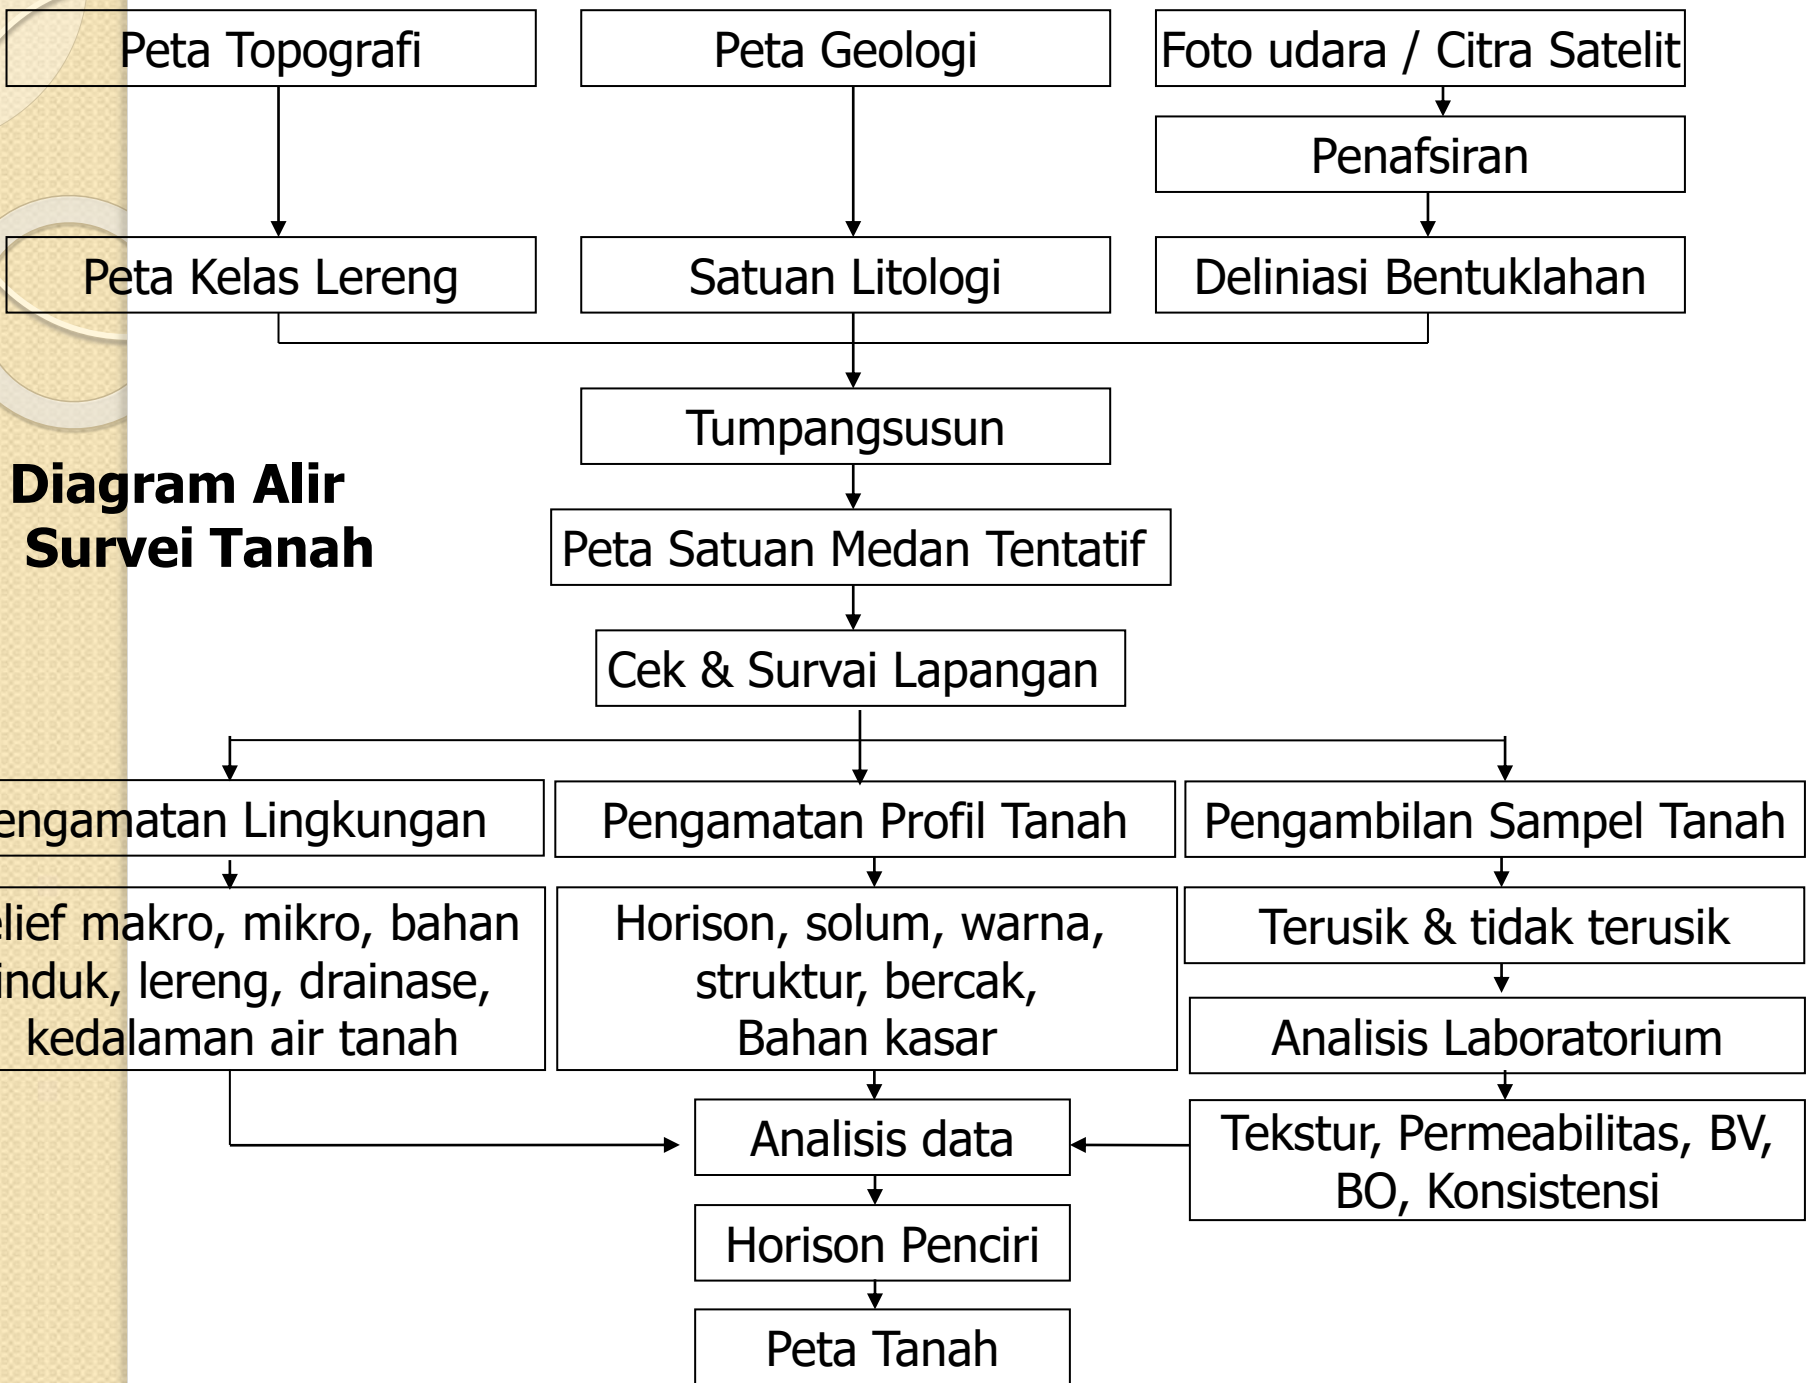 Peta Topografi
Peta Geologi
Foto udara / Citra Satelit
Penafsiran
Peta Kelas Lereng
Satuan Litologi
Deliniasi Bentuklahan
Tumpangsusun
Diagram Alir
Survei Tanah
Peta Satuan Medan Tentatif
Cek & Survai Lapangan
engamatan Lingkungan
Pengamatan Profil Tanah
Pengambilan Sampel Tanah
elief makro, mikro, bahan
induk, lereng, drainase,
kedalaman air tanah
Horison, solum, warna,
struktur, bercak,
Bahan kasar
Terusik & tidak terusik
Analisis Laboratorium
Analisis data
Tekstur, Permeabilitas, BV,
BO, Konsistensi
Horison Penciri
Peta Tanah